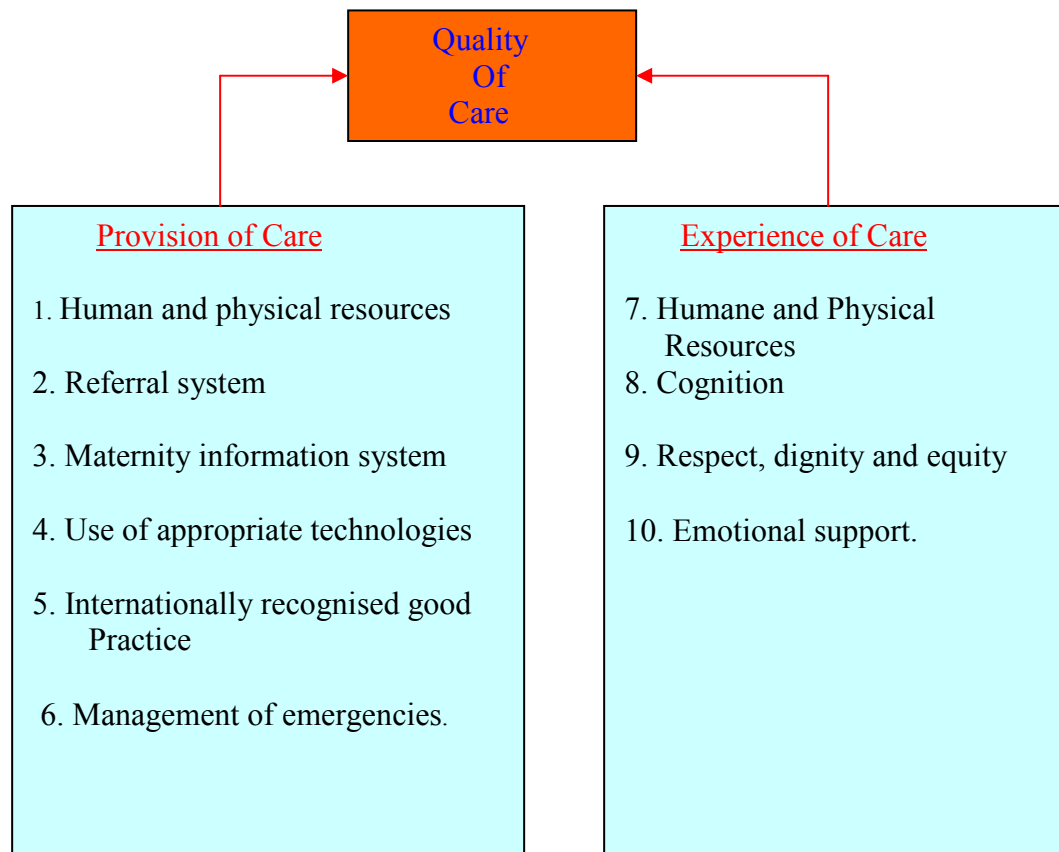 Quality
Of
Care
Provision of Care
1. Human and physical resources
2. Referral system
3. Maternity information system
4. Use of appropriate technologies
5. Internationally recognised good
Practice
6. Management of emergencies.
Experience of Care
7. Humane and Physical
Resources
8. Cognition
9. Respect, dignity and equity
10. Emotional support.